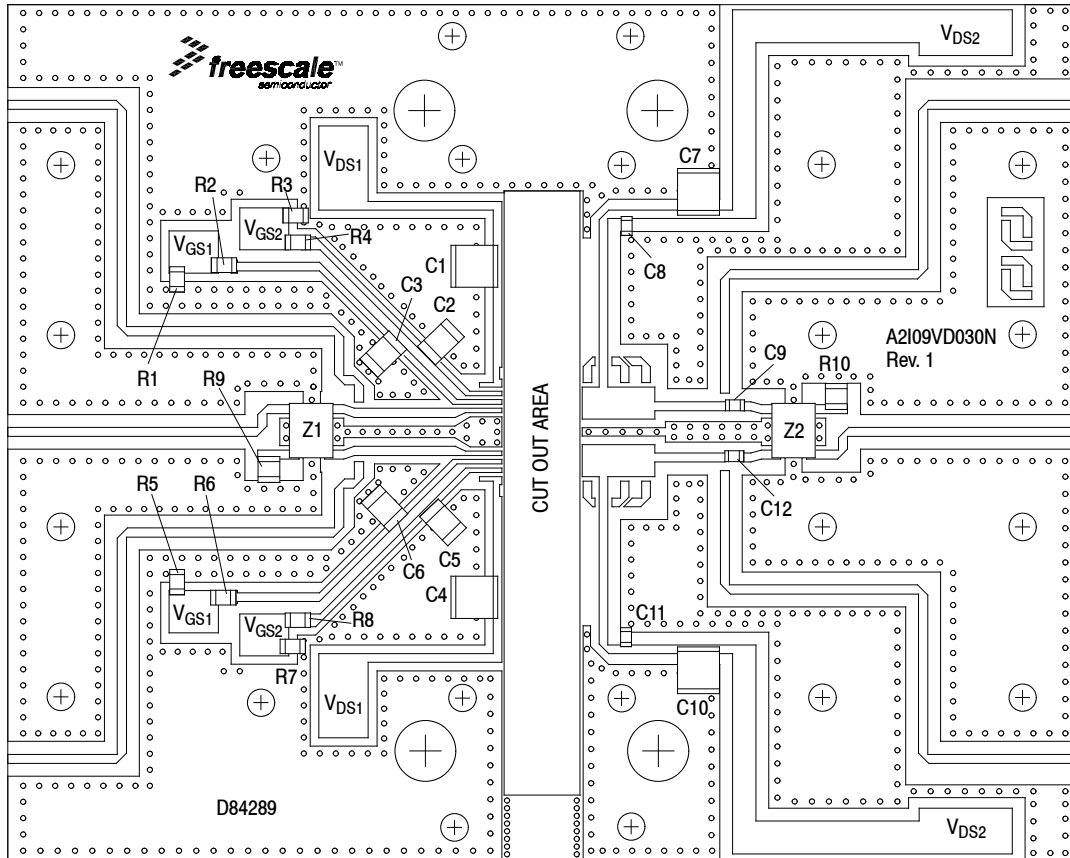 freescale™
semiconductor
VDS2
VDS1
C7
R2
R3
VGS1
VGS2
R4
C1
C3
C2
C8
R1
R9
A2I09VD030N
Rev. 1
C9
R10
Z1
CUT OUT AREA
Z2
R5
R6
C12
C6
C5
C4
VGS1
VGS2
R8
C11
R7
VDS1
C10
D84289
VDS2